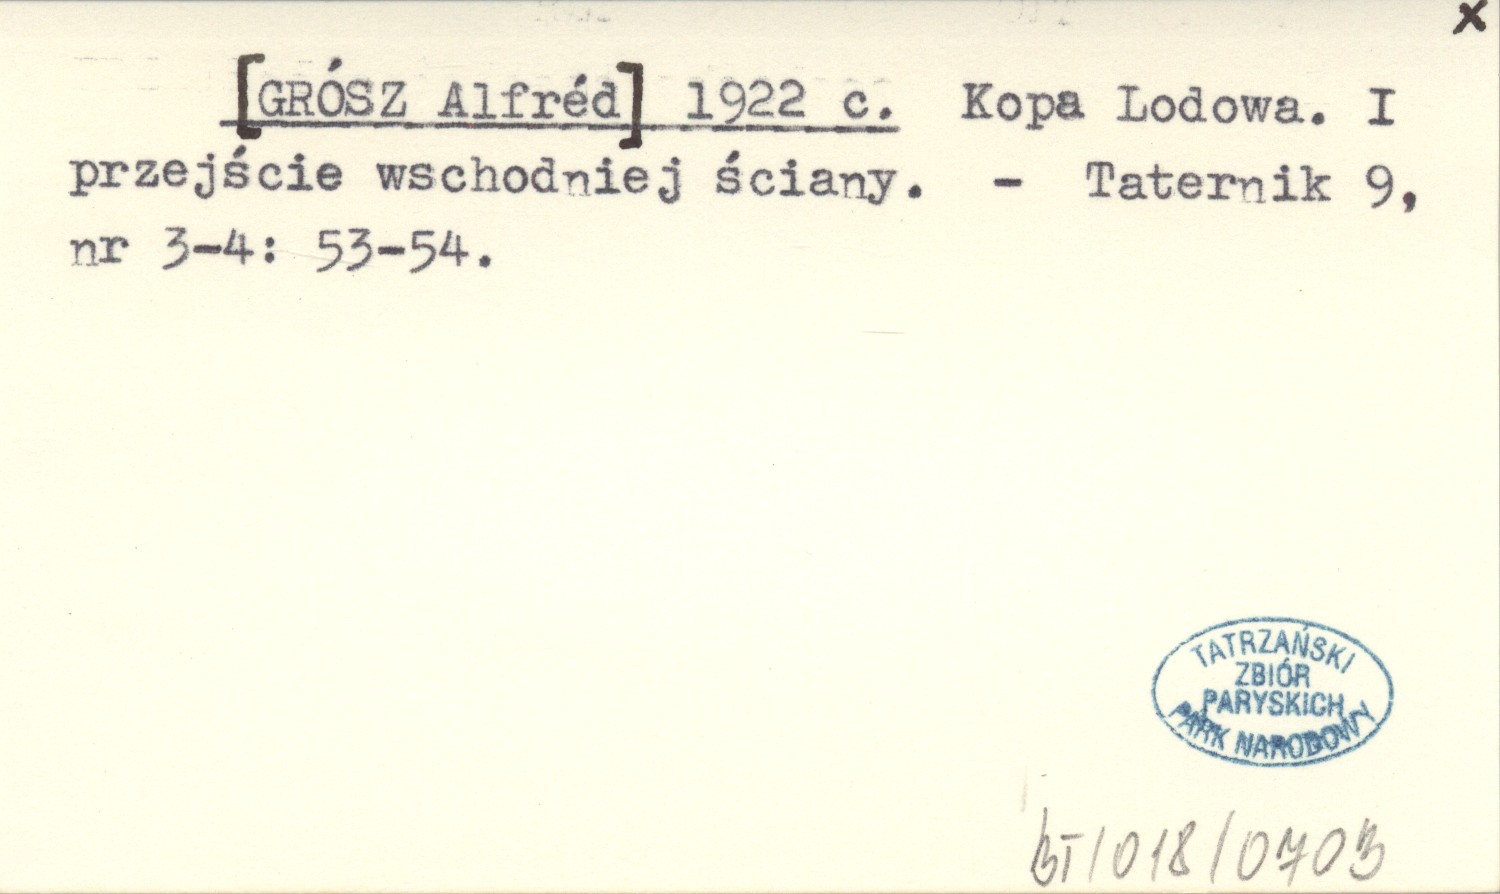 x
[GRÓSZ Alfréd] 1922 c. Kopa Lodowa. I
przejście wschodniej ściany. - Taternik 9,
nr 3-4: 53-54.
TATRZAŃSKI
ZBIÓR
PARYSKICH
PARK NARODOWY
BT/018/0703